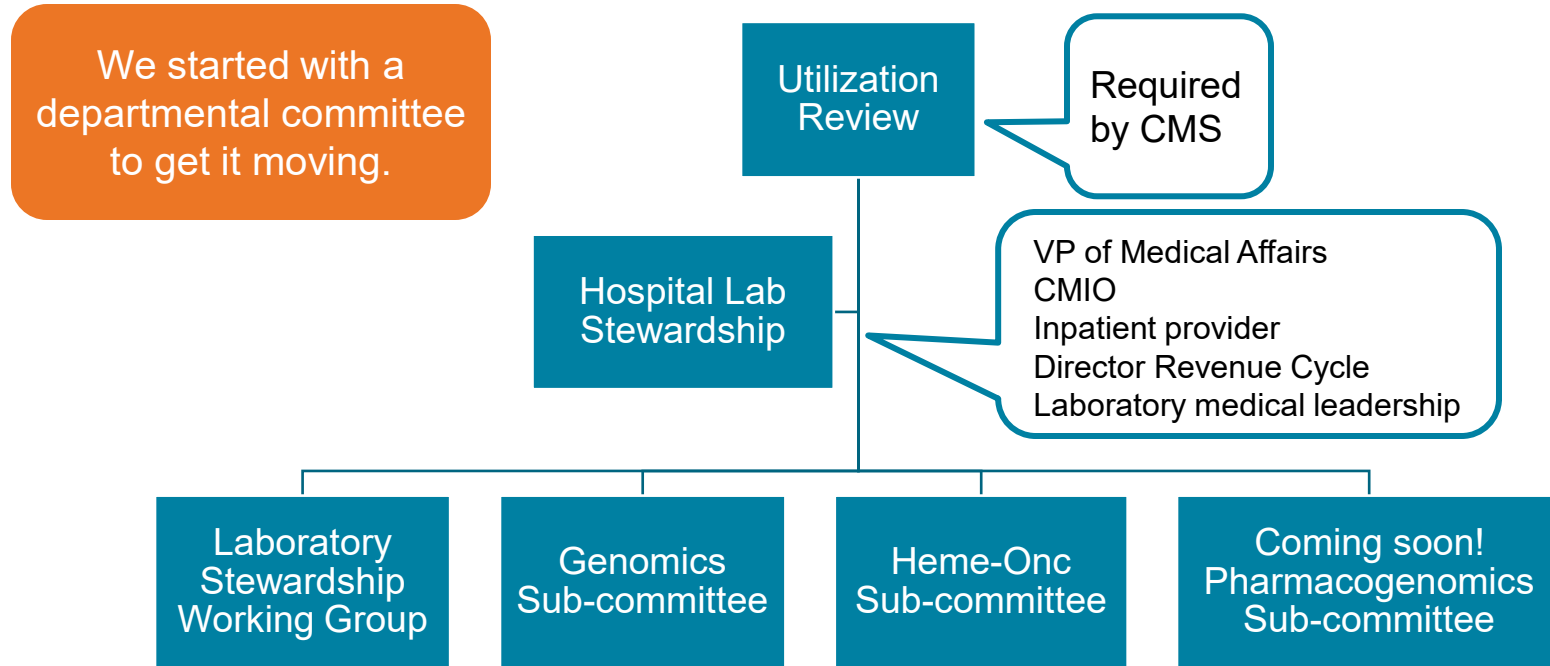 We started with a
departmental committee
to get it moving.
Utilization
Review
Required
by CMS
Hospital Lab
Stewardship
VP of Medical Affairs
CMIO
Inpatient provider
Director Revenue Cycle
Laboratory medical leadership
Laboratory
Stewardship
Working Group
Genomics
Sub-committee
Heme-Onc
Sub-committee
Coming soon!
Pharmacogenomics
Sub-committee